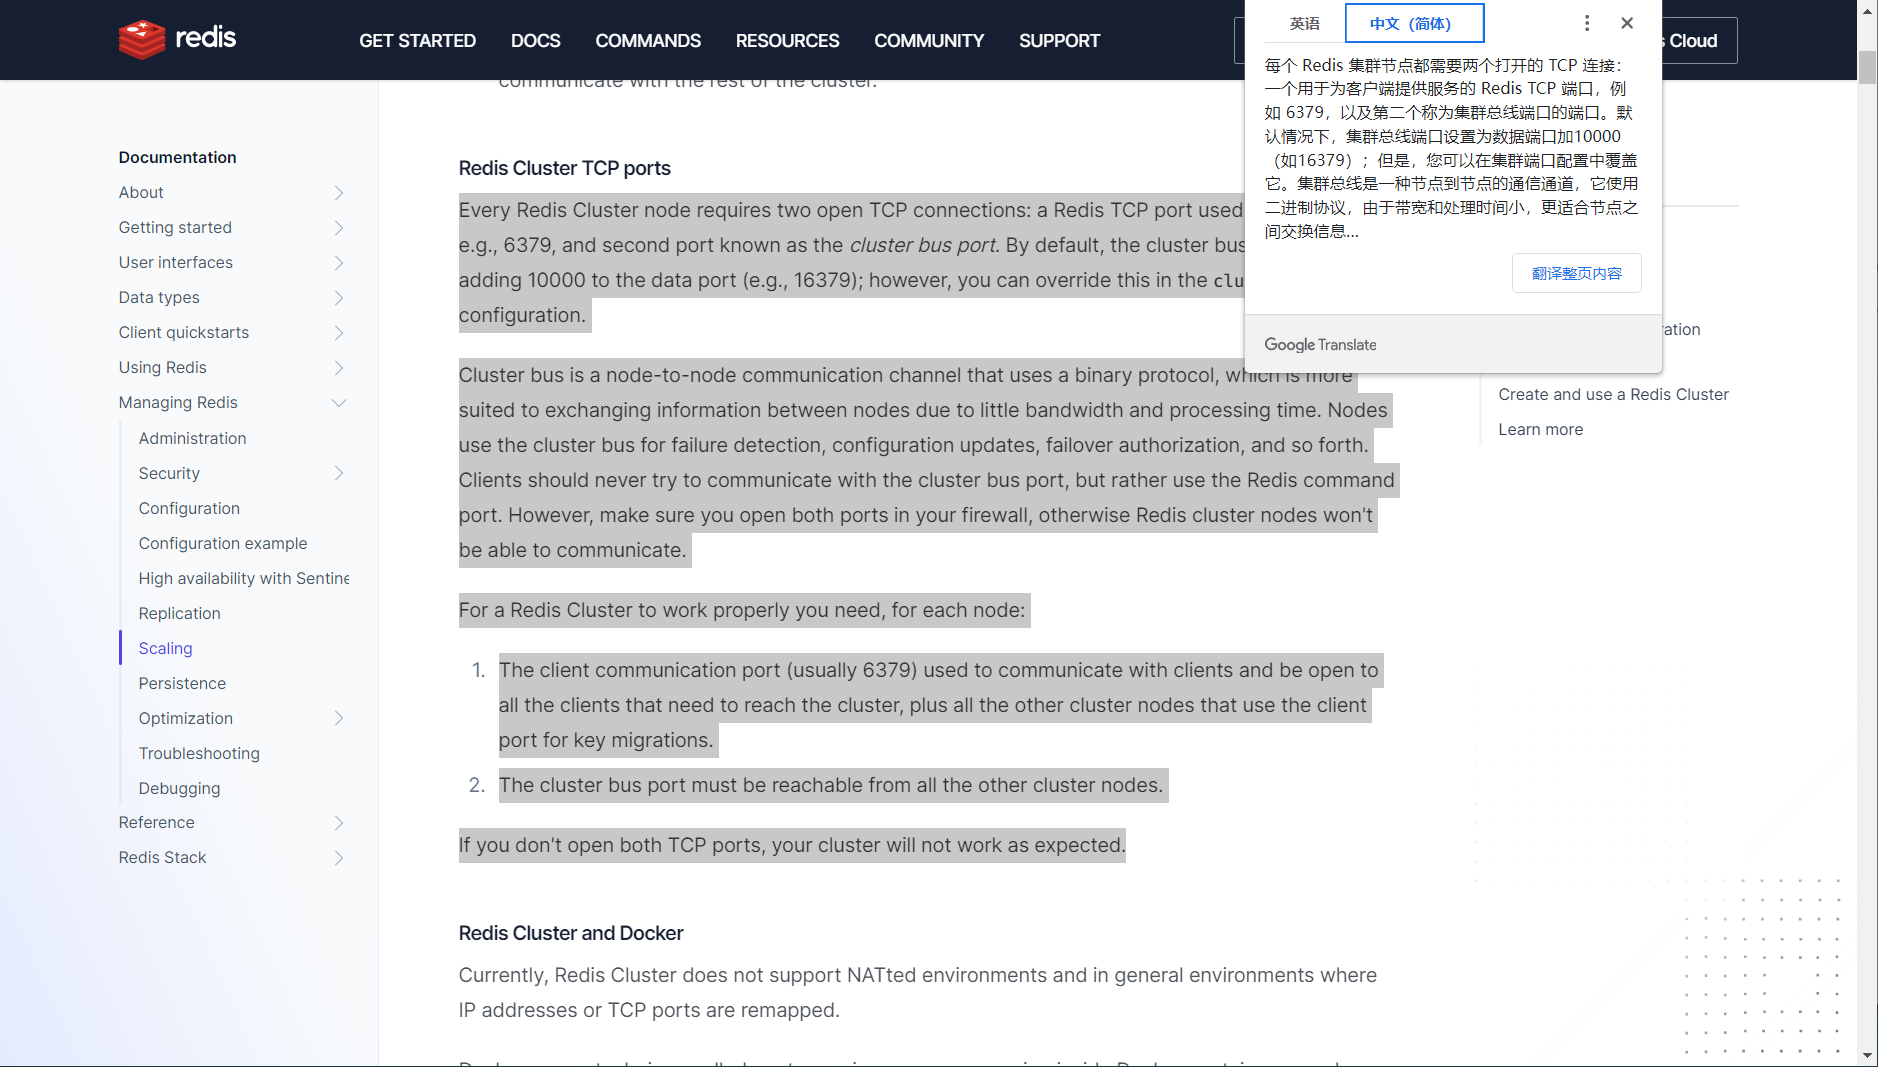 redis
GET STARTED
DOCS
COMMANDS
RESOURCES
COMMUNITY
SUPPORT
Cloud
英语
中文（简体）
每个 Redis 集群节点都需要两个打开的 TCP 连接：
一个用于为客户端提供服务的 Redis TCP 端口，例
如 6379，以及第二个称为集群总线端口的端口。默
认情况下，集群总线端口设置为数据端口加10000
（如16379）；但是，您可以在集群端口配置中覆盖
它。集群总线是一种节点到节点的通信通道，它使用
二进制协议，由于带宽和处理时间小，更适合节点之
间交换信息...
翻译整页内容
Google Translate
Documentation
About
Getting started
User interfaces
Data types
Client quickstarts
Using Redis
Managing Redis
Administration
Security
Configuration
Configuration example
High availability with Sentine
Replication
Scaling
Persistence
Optimization
Troubleshooting
Debugging
Reference
Redis Stack
communicate with the rest of the cluster.
Redis Cluster TCP ports
Every Redis Cluster node requires two open TCP connections: a Redis TCP port used
e.g., 6379, and second port known as the cluster bus port. By default, the cluster bus
adding 10000 to the data port (e.g., 16379); however, you can override this in the clu
configuration.
Cluster bus is a node-to-node communication channel that uses a binary protocol, which is more
suited to exchanging information between nodes due to little bandwidth and processing time. Nodes
use the cluster bus for failure detection, configuration updates, failover authorization, and so forth.
Clients should never try to communicate with the cluster bus port, but rather use the Redis command
port. However, make sure you open both ports in your firewall, otherwise Redis cluster nodes won't
be able to communicate.
For a Redis Cluster to work properly you need, for each node:
1. The client communication port (usually 6379) used to communicate with clients and be open to
all the clients that need to reach the cluster, plus all the other cluster nodes that use the client
port for key migrations.
2. The cluster bus port must be reachable from all the other cluster nodes.
If you don't open both TCP ports, your cluster will not work as expected.
Redis Cluster and Docker
Currently, Redis Cluster does not support NATted environments and in general environments where
IP addresses or TCP ports are remapped.
ration
Create and use a Redis Cluster
Learn more